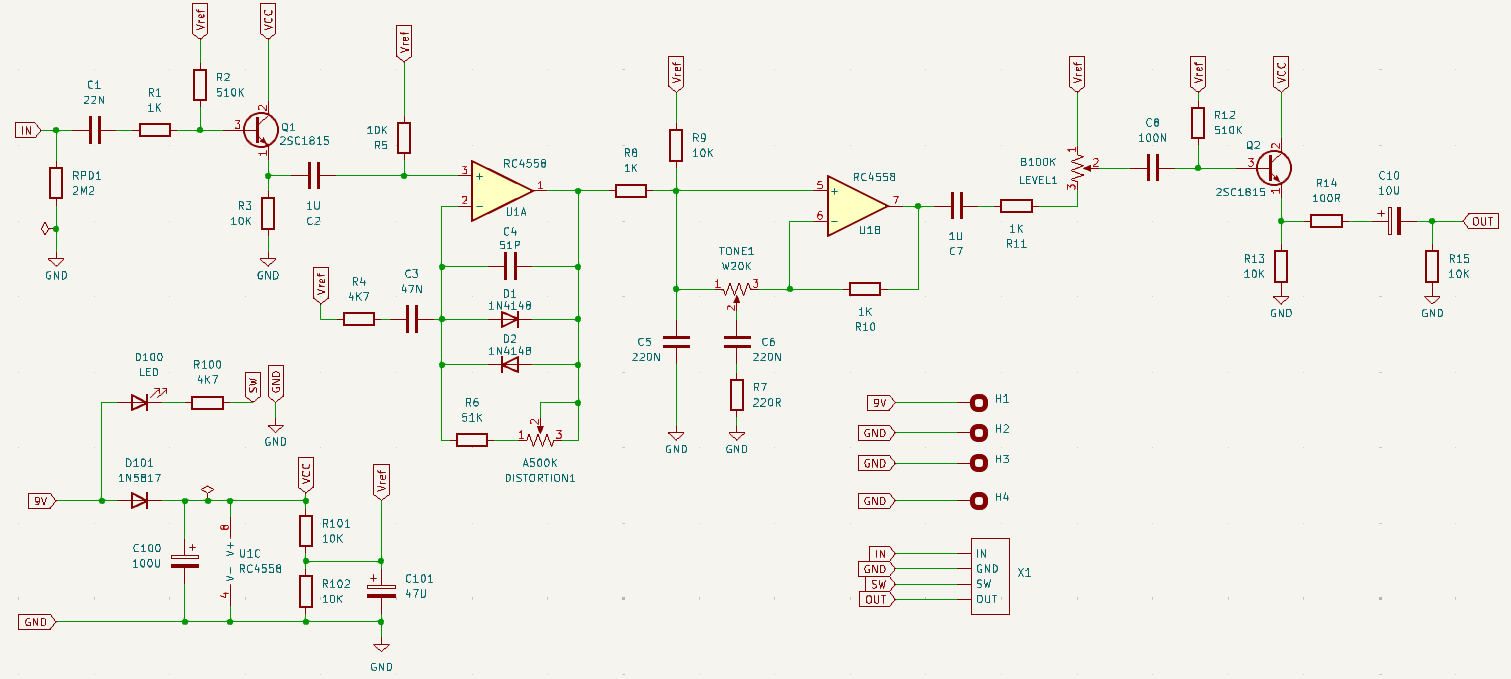 Vref
VCC
Vref
IN
C1
22N
R1
1K
R2
510K
3
2
1
Q1
2SC1815
RPD1
2M2
GND
R3
10K
GND
1U
C2
10K
R5
3
+
2
−
RC4558
1
U1A
C4
51P
D1
1N4148
D2
1N4148
Vref
R4
4K7
C3
47N
R6
51K
1
2
3
A500K
DISTORTION1
R8
1K
Vref
R9
10K
5
+
6
−
RC4558
7
U1B
TONE1
W20K
1
3
2
1K
R10
C5
220N
C6
220N
R7
220R
GND
GND
1U
C7
1K
R11
Vref
B100K
LEVEL1
1
2
3
C8
100N
Vref
R12
510K
VCC
Q2
2SC1815
3
2
1
R13
10K
GND
R14
100R
C10
10U
+
OUT
R15
10K
GND
D100
LED
R100
4K7
SW
GND
GND
D101
1N5817
9V
C100
100U
+
8
V+
V−
4
U1C
RC4558
VCC
R101
10K
R102
10K
Vref
+
C101
47U
GND
GND
9V
H1
GND
H2
GND
H3
GND
H4
IN
IN
GND
GND
SW
SW
OUT
OUT
X1